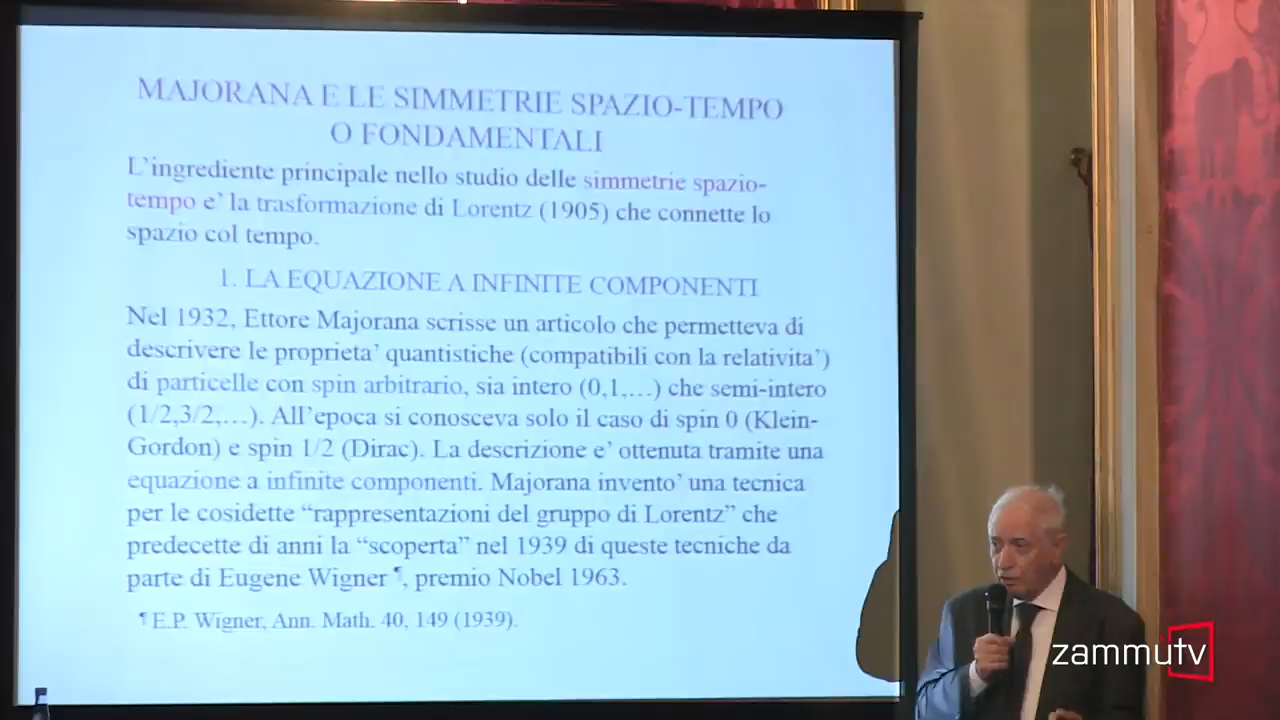 MAJORANA E LE SIMMETRIE SPAZIO-TEMPO
O FONDAMENTALI
L'ingrediente principale nello studio delle simmetrie spazio-
tempo e' la trasformazione di Lorentz (1905) che connette lo
spazio col tempo.
1. LA EQUAZIONE A INFINITE COMPONENTI
Nel 1932, Ettore Majorana scrisse un articolo che permetteva di
descrivere le proprieta' quantistiche (compatibili con la relativita')
di particelle con spin arbitrario, sia intero (0,1,…) che semi-intero
(1/2,3/2,…). All'epoca si conosceva solo il caso di spin 0 (Klein-
Gordon) e spin 1/2 (Dirac). La descrizione e' ottenuta tramite una
equazione a infinite componenti. Majorana invento' una tecnica
per le cosidette “rappresentazioni del gruppo di Lorentz” che
predecette di anni la “scoperta” nel 1939 di queste tecniche da
parte di Eugene Wigner ¶, premio Nobel 1963.
¶ E.P. Wigner, Ann. Math. 40, 149 (1939).
zammùtv